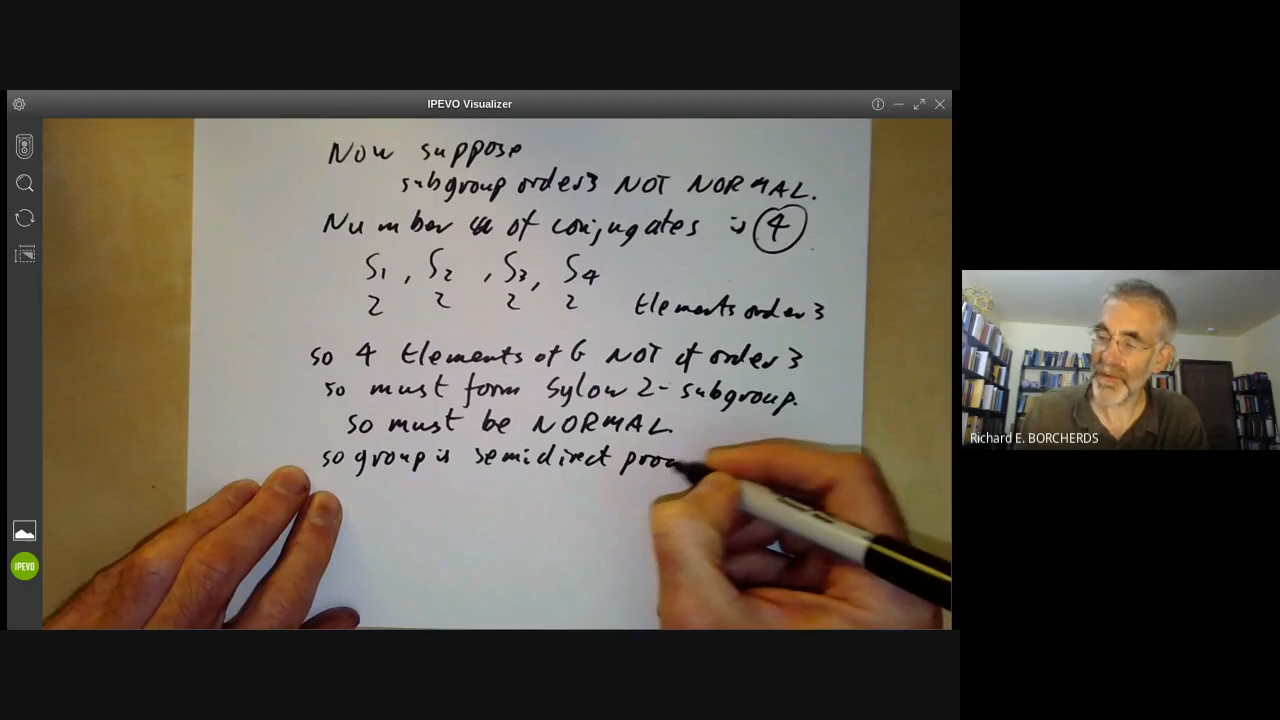 IPEVO Visualizer
Now suppose
subgroup order 3 NOT NORMAL.
Number of conjugates is 4
S1, S2, S3, S4
2 2 2 2 Elements order 3
so 4 Elements of G NOT of order 3
so must form Sylow 2-subgroup.
so must be NORMAL.
so group is semidirect prod
IPEVO
Richard E. BORCHERDS